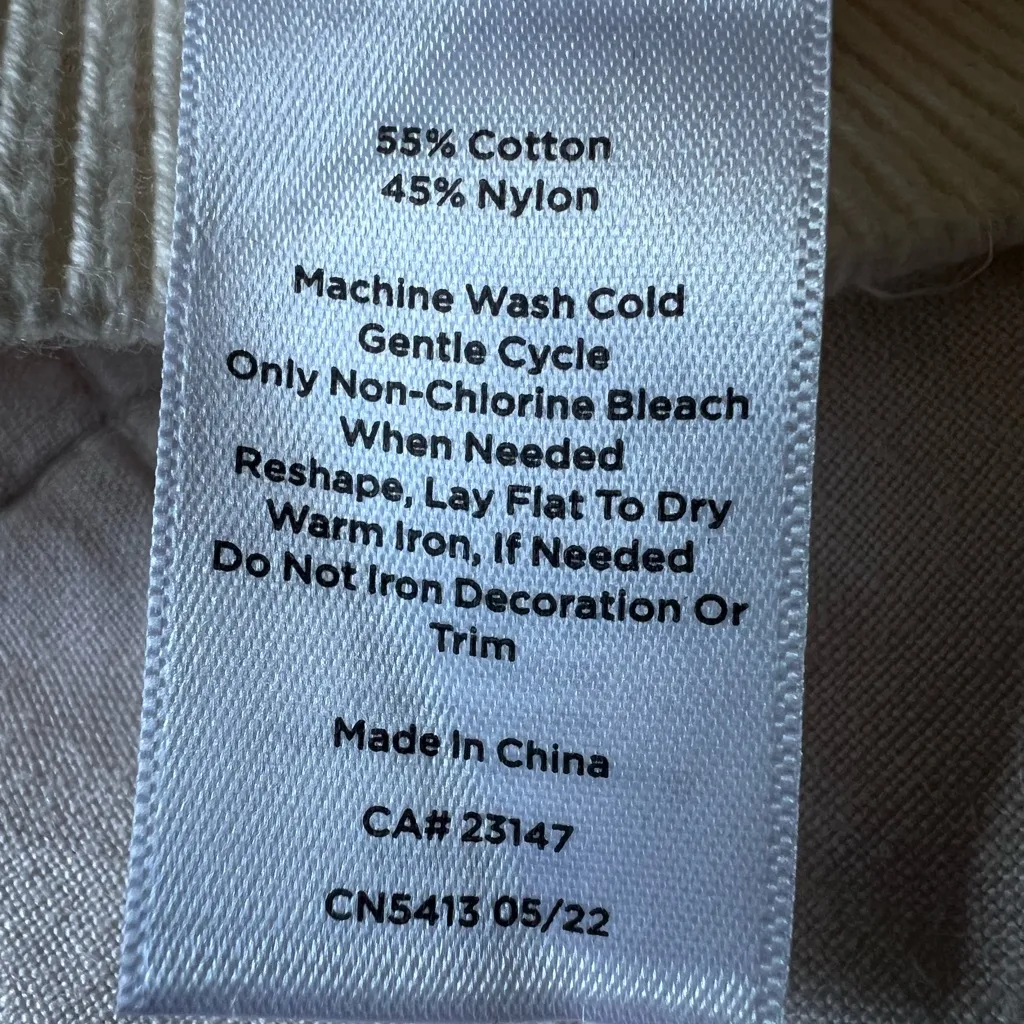 55% Cotton
45% Nylon
Machine Wash Cold
Gentle Cycle
Only Non-Chlorine Bleach
When Needed
Reshape, Lay Flat To Dry
Warm Iron, If Needed
Do Not Iron Decoration Or
Trim
Made In China
CA# 23147
CN5413 05/22